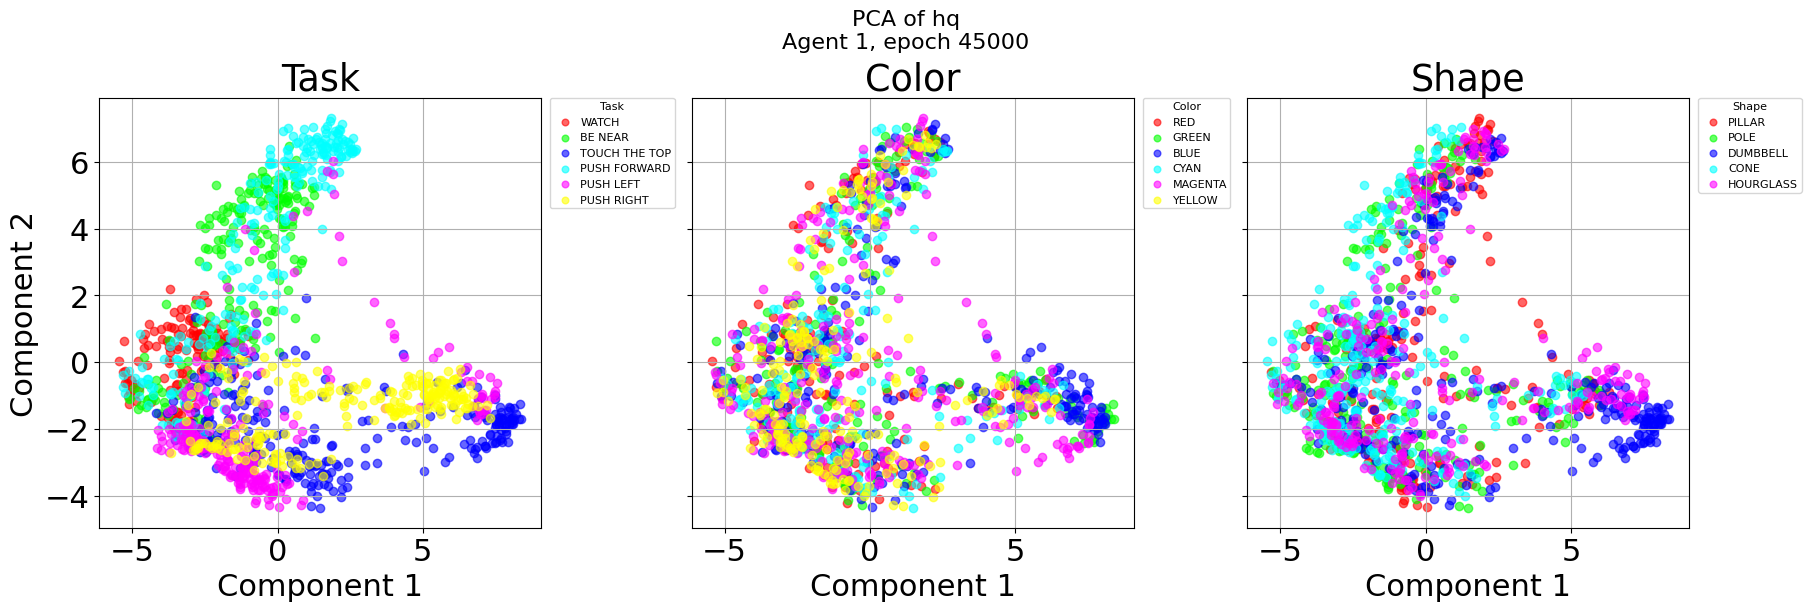 PCA of hq
Agent 1, epoch 45000
Task
Component 2
6
4
2
0
−2
−4
−5 0 5
Component 1
Task
WATCH
BE NEAR
TOUCH THE TOP
PUSH FORWARD
PUSH LEFT
PUSH RIGHT
Color
−5 0 5
Component 1
Color
RED
GREEN
BLUE
CYAN
MAGENTA
YELLOW
Shape
−5 0 5
Component 1
Shape
PILLAR
POLE
DUMBBELL
CONE
HOURGLASS